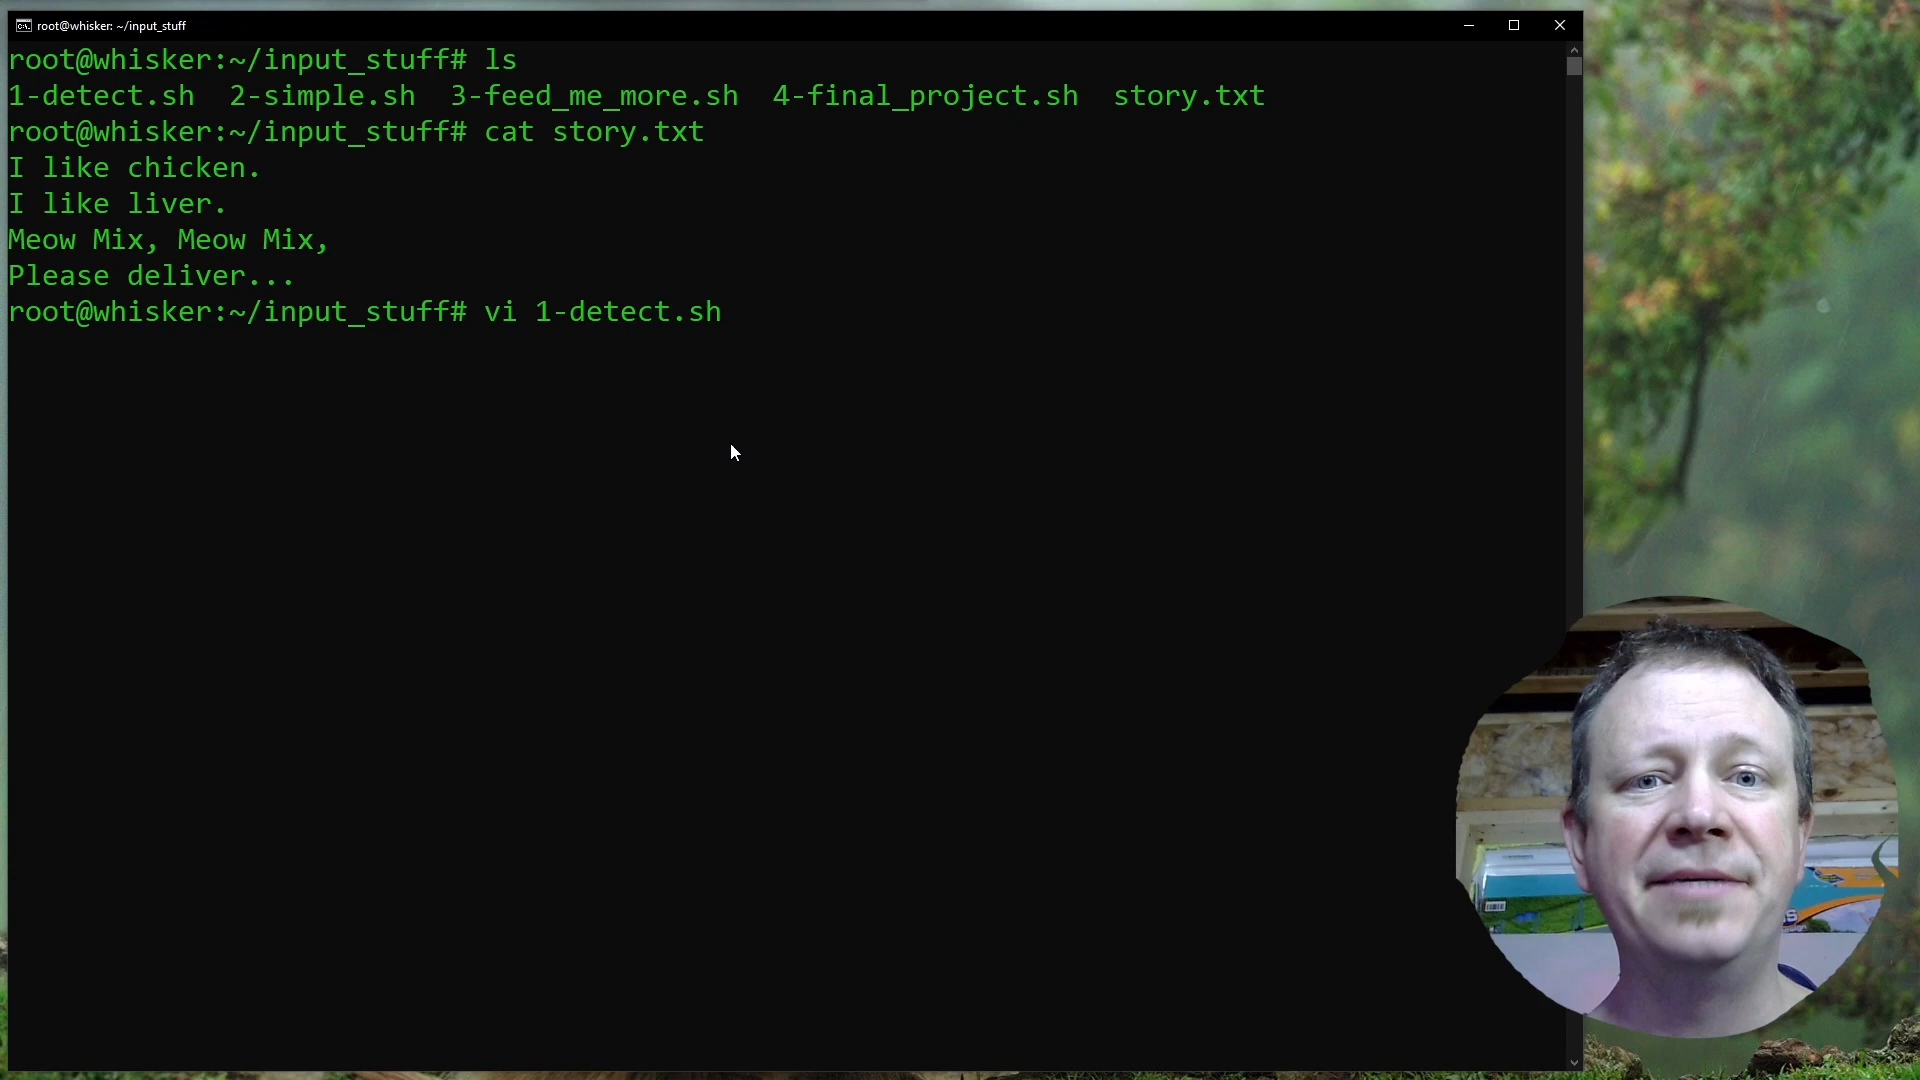 root@whisker: ~/input_stuff
root@whisker:~/input_stuff# ls
1-detect.sh  2-simple.sh  3-feed_me_more.sh  4-final_project.sh  story.txt
root@whisker:~/input_stuff# cat story.txt
I like chicken.
I like liver.
Meow Mix, Meow Mix,
Please deliver...
root@whisker:~/input_stuff# vi 1-detect.sh